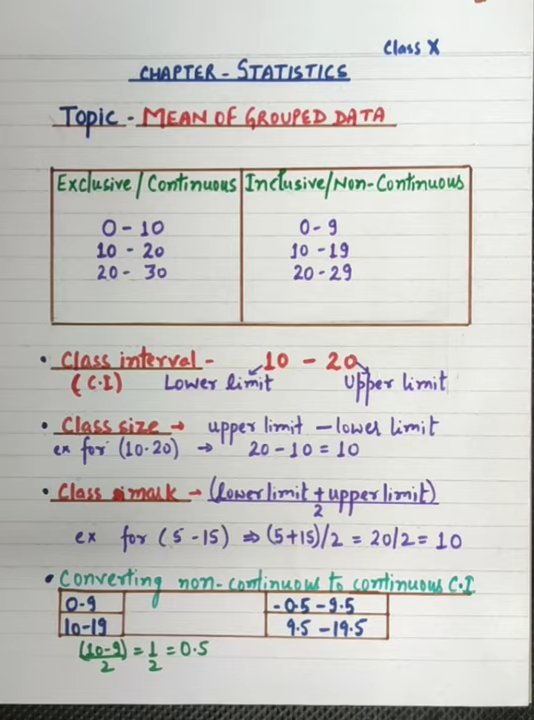 Class X
CHAPTER - STATISTICS
Topic - MEAN OF GROUPED DATA
Exclusive / Continuous Inclusive/Non-Continuous
0 - 10 0 - 9
10 - 20 10 - 19
20 - 30 20 - 29
• Class interval - 10 - 20
(C.I) Lower limit Upper limit
• Class size → upper limit - lower limit
ex for (10-20) → 20 - 10 = 10
• Class mark → (lower limit + upper limit)
2
ex for (5 - 15) ⇒ (5+15)/2 = 20/2 = 10
• Converting non-continuous to continuous C.I
0-9 -0.5 - 9.5
10-19 9.5 - 19.5
(10-9)/2 = 1/2 = 0.5